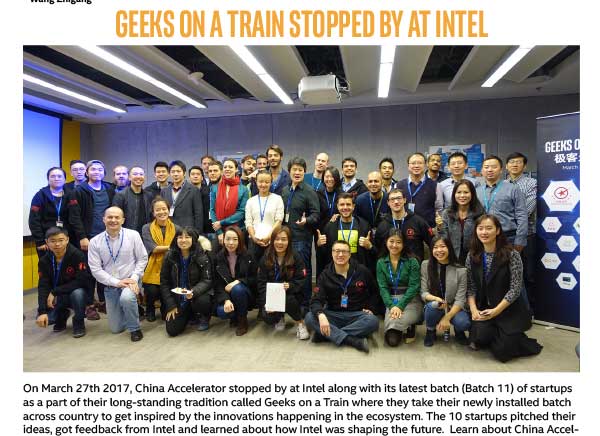 Wang Zhigang
GEEKS ON A TRAIN STOPPED BY AT INTEL
GEEKS O
极客
March
On March 27th 2017, China Accelerator stopped by at Intel along with its latest batch (Batch 11) of startups
as a part of their long-standing tradition called Geeks on a Train where they take their newly installed batch
across country to get inspired by the innovations happening in the ecosystem. The 10 startups pitched their
ideas, got feedback from Intel and learned about how Intel was shaping the future. Learn about China Accel-